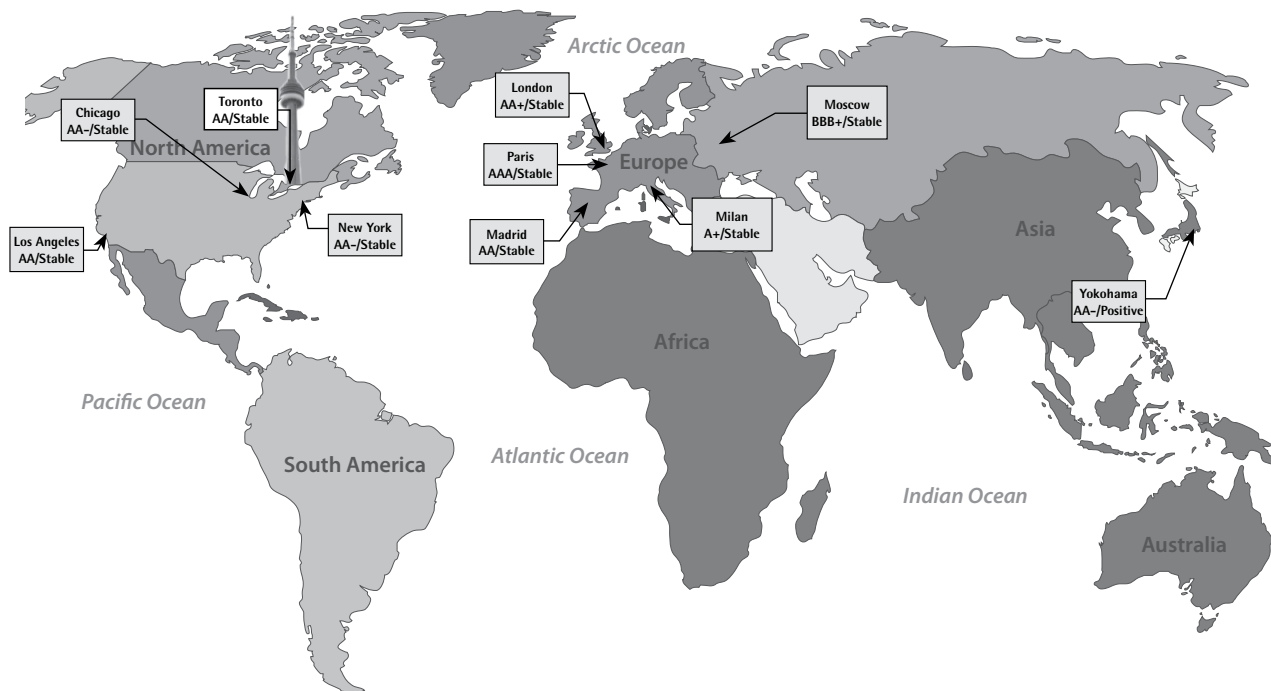 Arctic Ocean
London
AA+/Stable
Toronto
AA/Stable
Chicago
AA-/Stable
Moscow
BBB+/Stable
North America
Paris
AAA/Stable
Europe
New York
AA-/Stable
Los Angeles
AA/Stable
Madrid
AA/Stable
Milan
A+/Stable
Asia
Yokohama
AA-/Positive
Africa
Pacific Ocean
South America
Atlantic Ocean
Indian Ocean
Australia